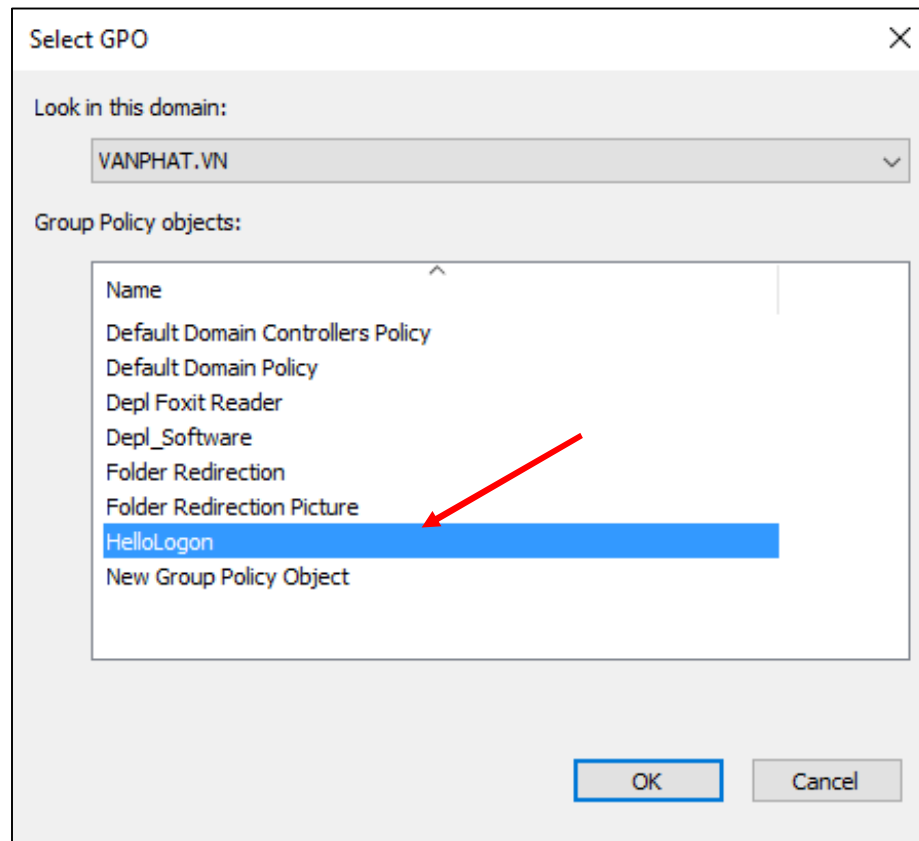 Select GPO
Look in this domain:
VANPHAT.VN
Group Policy objects:
Name
Default Domain Controllers Policy
Default Domain Policy
Depl Foxit Reader
Depl_Software
Folder Redirection
Folder Redirection Picture
HelloLogon
New Group Policy Object
OK Cancel